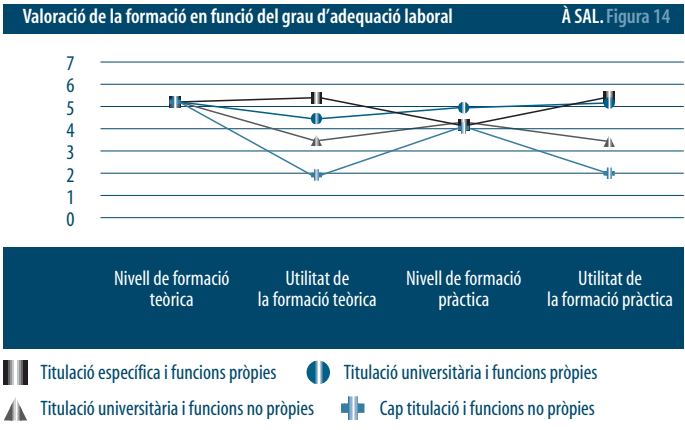 Valoració de la formació en funció del grau d'adequació laboral À SAL. Figura 14
7
6
5
4
3
2
1
0
Nivell de formació teòrica
Utilitat de la formació teòrica
Nivell de formació pràctica
Utilitat de la formació pràctica
Titulació específica i funcions pròpies
Titulació universitària i funcions pròpies
Titulació universitària i funcions no pròpies
Cap titulació i funcions no pròpies